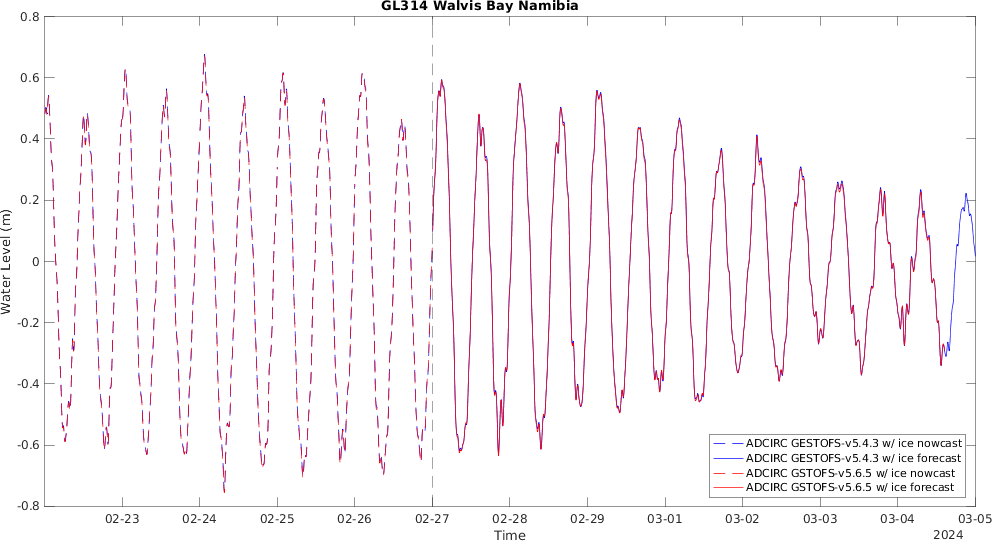 GL314 Walvis Bay Namibia
0.8
0.6
0.4
0.2
0
-0.2
-0.4
-0.6
-0.8
Water Level (m)
ADCIRC GESTOFS-v5.4.3 w/ ice nowcast
ADCIRC GESTOFS-v5.4.3 w/ ice forecast
ADCIRC GSTOFS-v5.6.5 w/ ice nowcast
ADCIRC GSTOFS-v5.6.5 w/ ice forecast
02-23 02-24 02-25 02-26 02-27 02-28 02-29 03-01 03-02 03-03 03-04 03-05
Time
2024